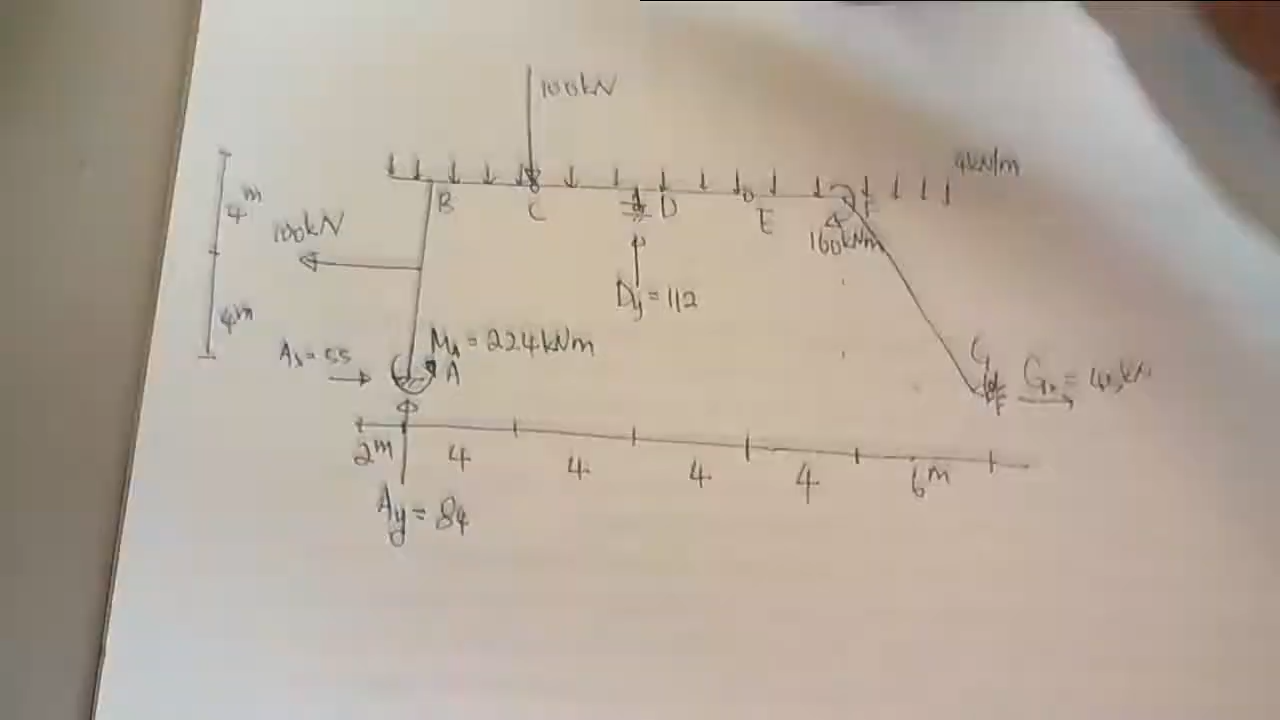 100kN
4kN/m
4m
B
C
D
E
F
100kN
160kNm
Dy = 112
4m
MA = 224kNm
Ax = 55
A
G
2m
4
4
4
4
6m
Ay = 84